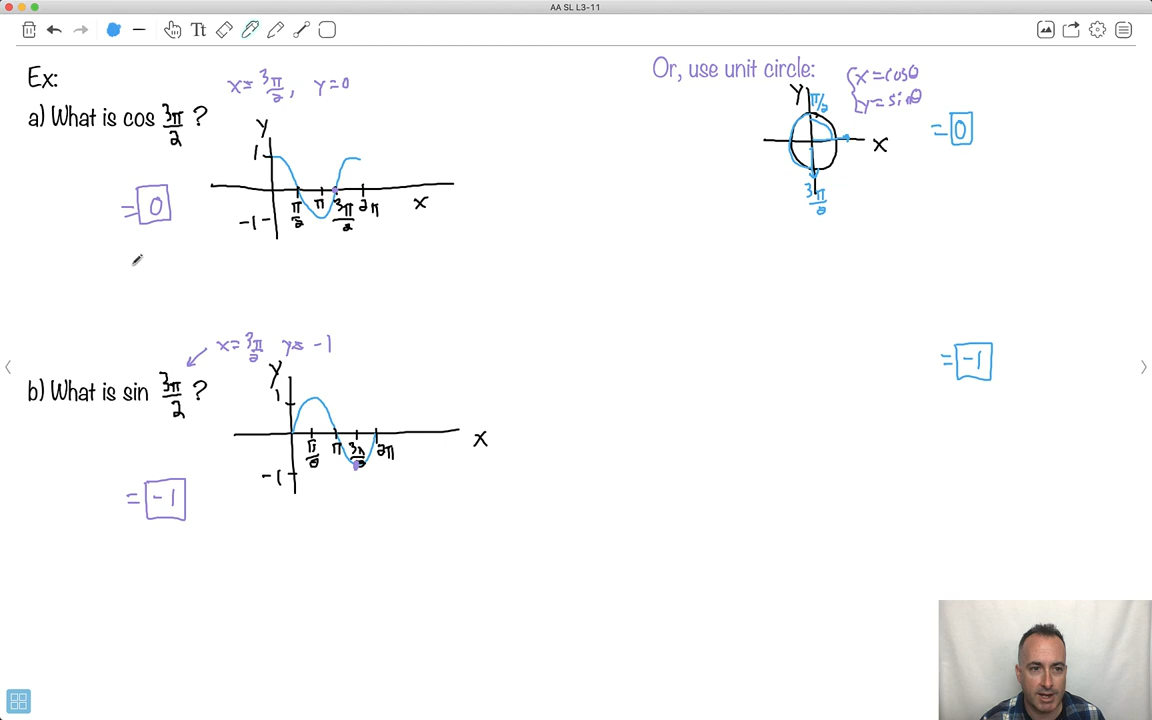 AA SL L3-11
Tt
Ex:
x = 3π/2, y=0
Or, use unit circle:
{x = cosθ
y = sinθ
a) What is cos 3π/2 ?
y
1
-1
π/2 π 3π/2 2π
x
= 0
y
π/2
x
3π/2
= 0
x = 3π/2 y = -1
b) What is sin 3π/2 ?
y
1
-1
π/2 π 3π/2 2π
x
= -1
= -1